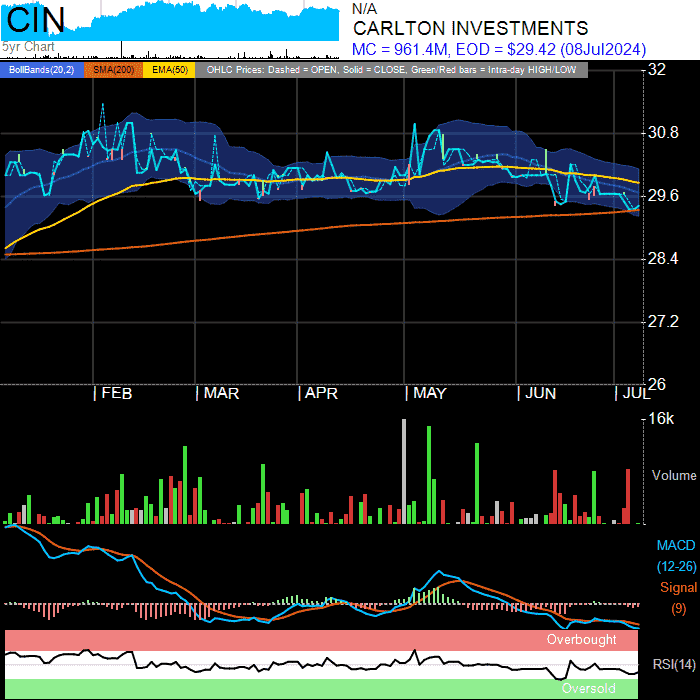 CIN
5yr Chart
N/A
CARLTON INVESTMENTS
MC = 961.4M, EOD = $29.42 (08Jul2024)
BollBands(20,2) SMA(200) EMA(50) OHLC Prices: Dashed = OPEN, Solid = CLOSE, Green/Red bars = Intra-day HIGH/LOW
32
30.8
29.6
28.4
27.2
26
| FEB | MAR | APR | MAY | JUN | JUL
16k
Volume
MACD
(12-26)
Signal
(9)
Overbought
RSI(14)
Oversold